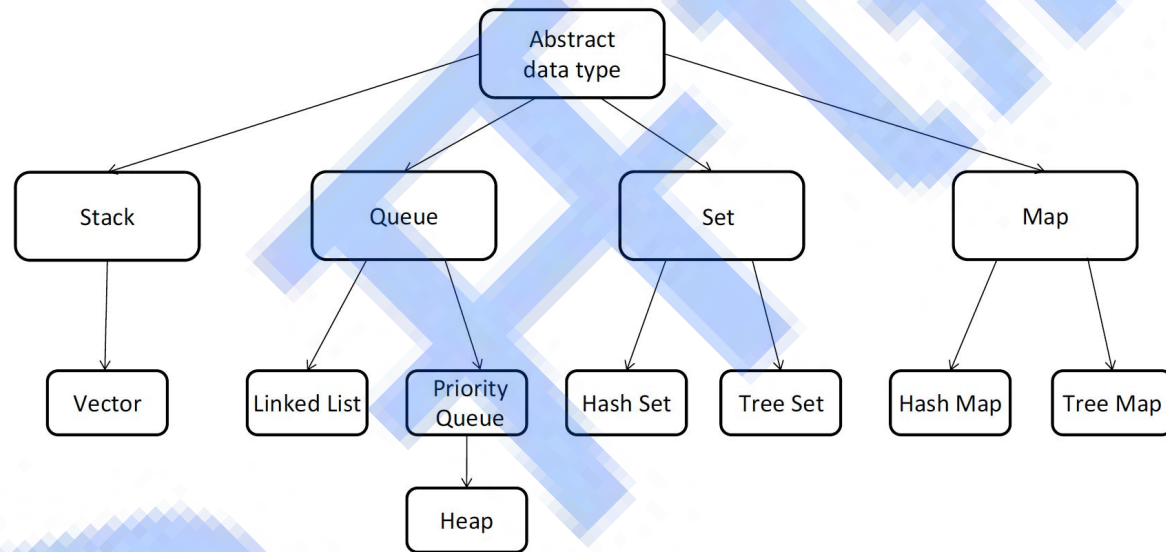 Abstract
data type
Stack
Queue
Set
Map
Vector
Linked List
Priority
Queue
Hash Set
Tree Set
Hash Map
Tree Map
Heap